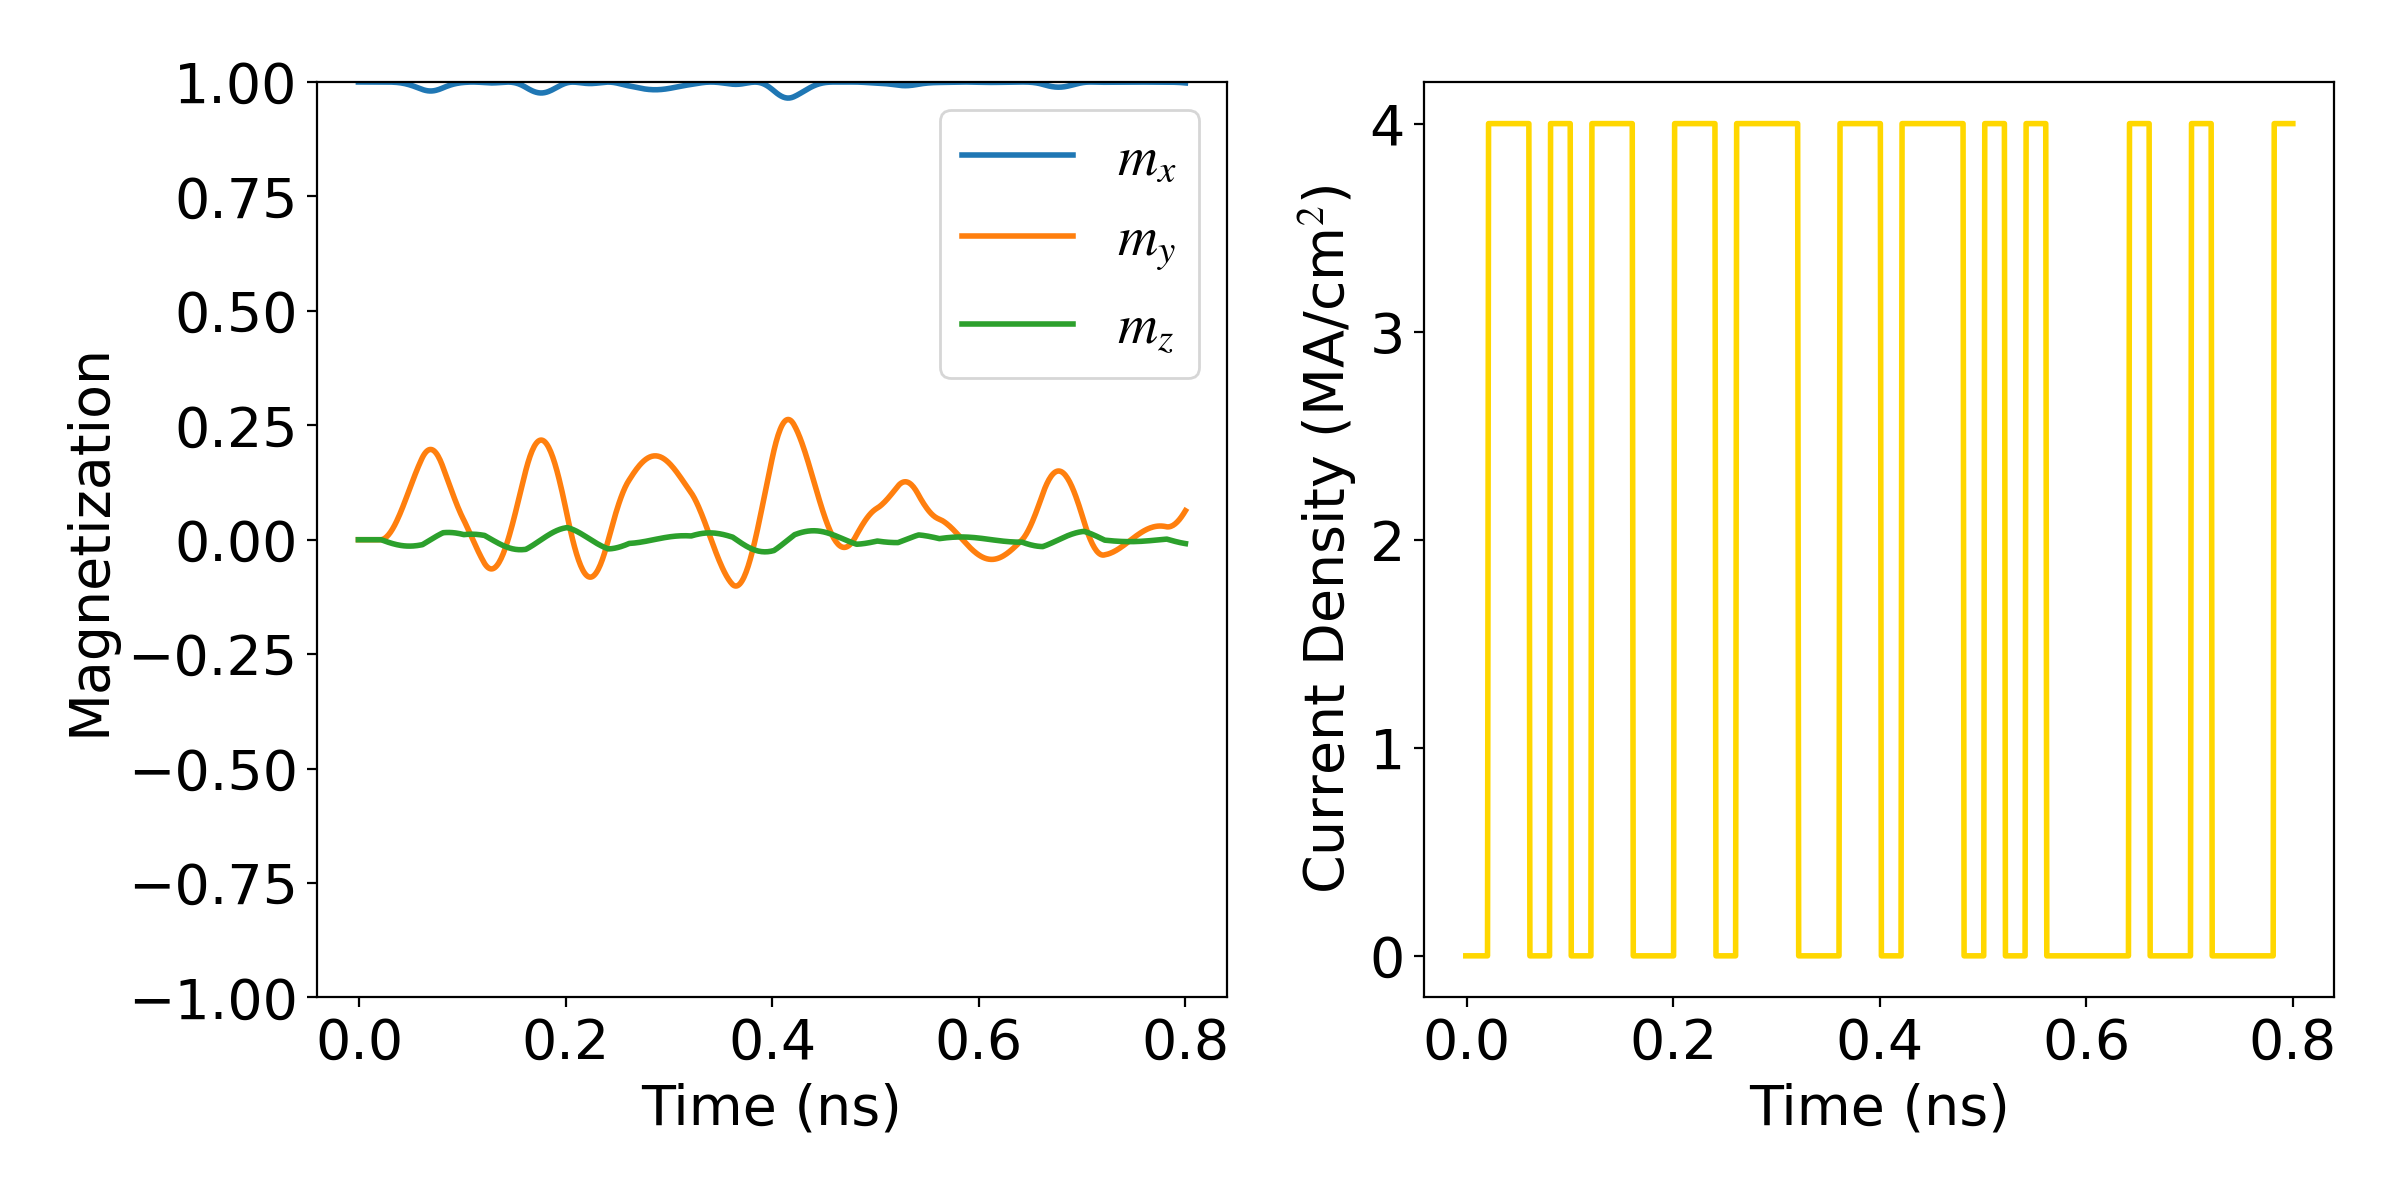 1.00
0.75
0.50
0.25
0.00
−0.25
−0.50
−0.75
−1.00
Magnetization
0.0 0.2 0.4 0.6 0.8
Time (ns)
m_x
m_y
m_z
4
3
2
1
0
Current Density (MA/cm²)
0.0 0.2 0.4 0.6 0.8
Time (ns)